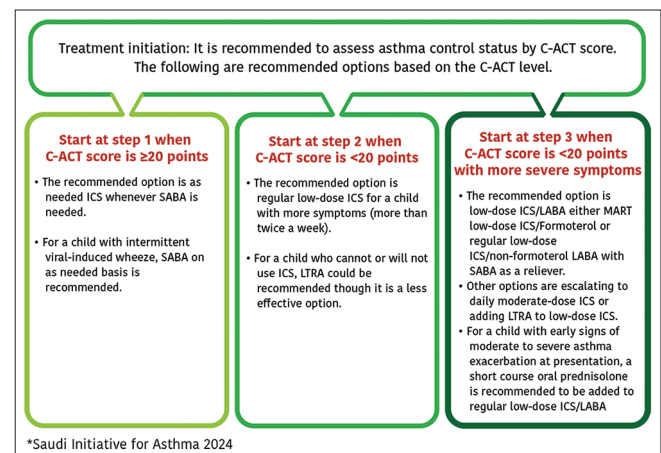 Treatment initiation: It is recommended to assess asthma control status by C-ACT score.
The following are recommended options based on the C-ACT level.
Start at step 1 when
C-ACT score is ≥20 points
• The recommended option is as
needed ICS whenever SABA is
needed.
• For a child with intermittent
viral-induced wheeze, SABA on
as needed basis is
recommended.
Start at step 2 when
C-ACT score is <20 points
• The recommended option is
regular low-dose ICS for a child
with more symptoms (more than
twice a week).
• For a child who cannot or will not
use ICS, LTRA could be
recommended though it is a less
effective option.
Start at step 3 when
C-ACT score is <20 points
with more severe symptoms
• The recommended option is
low-dose ICS/LABA either MART
low-dose ICS/Formoterol or
regular low-dose
ICS/non-formoterol LABA with
SABA as a reliever.
• Other options are escalating to
daily moderate-dose ICS or
adding LTRA to low-dose ICS.
• For a child with early signs of
moderate to severe asthma
exacerbation at presentation, a
short course oral prednisolone
is recommended to be added to
regular low-dose ICS/LABA
*Saudi Initiative for Asthma 2024